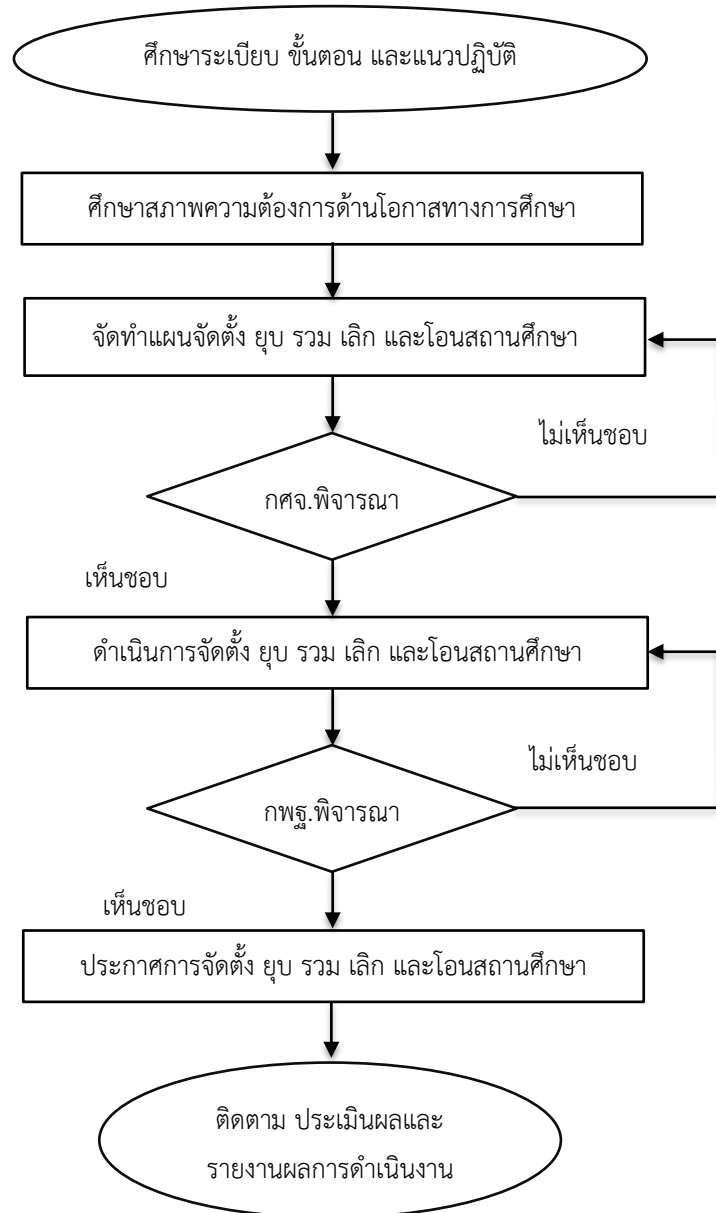 ศึกษาระเบียบ ขั้นตอน และแนวปฏิบัติ
ศึกษาสภาพความต้องการด้านโอกาสทางการศึกษา
จัดทำแผนจัดตั้ง ยุบ รวม เลิก และโอนสถานศึกษา
ไม่เห็นชอบ
กศจ.พิจารณา
เห็นชอบ
ดำเนินการจัดตั้ง ยุบ รวม เลิก และโอนสถานศึกษา
ไม่เห็นชอบ
กพฐ.พิจารณา
เห็นชอบ
ประกาศการจัดตั้ง ยุบ รวม เลิก และโอนสถานศึกษา
ติดตาม ประเมินผลและ
รายงานผลการดำเนินงาน